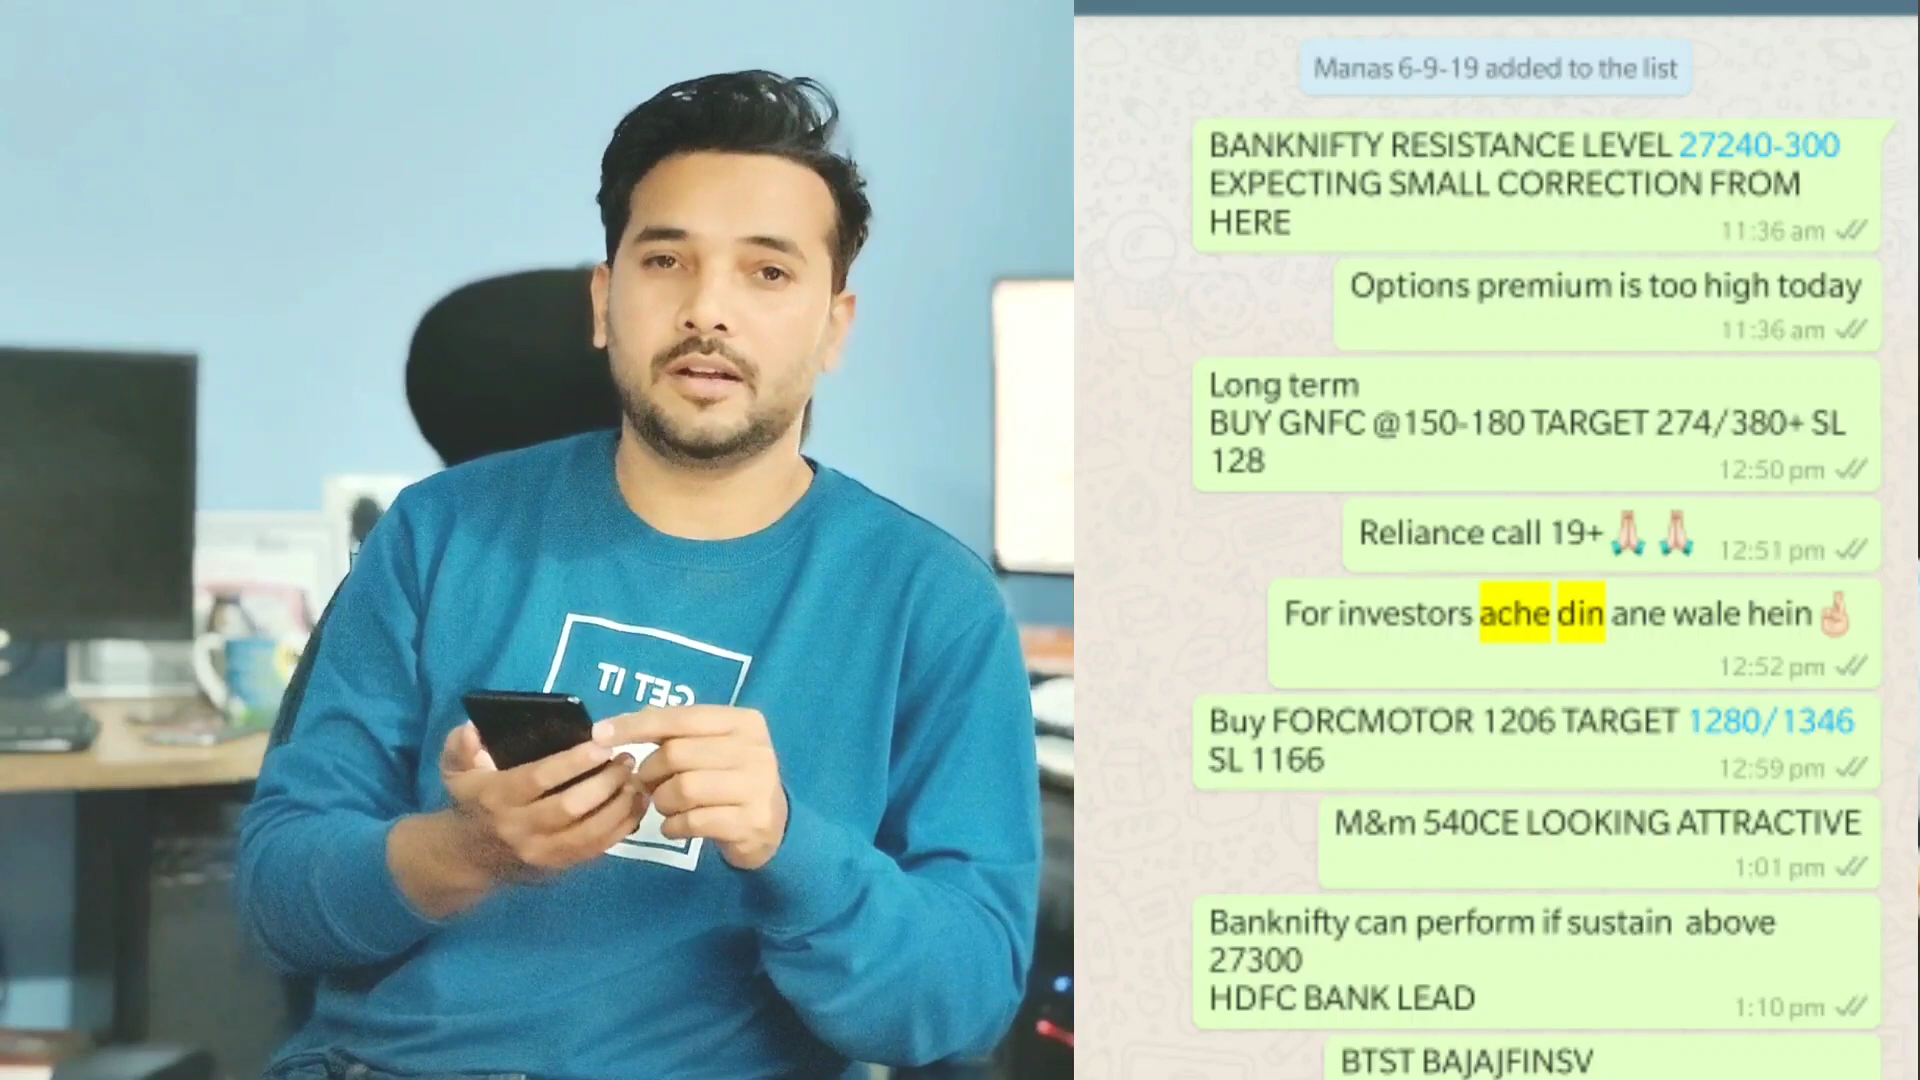 GET IT
Manas 6-9-19 added to the list
BANKNIFTY RESISTANCE LEVEL 27240-300
EXPECTING SMALL CORRECTION FROM
HERE
11:36 am
Options premium is too high today
11:36 am
Long term
BUY GNFC @150-180 TARGET 274/380+ SL
128
12:50 pm
Reliance call 19+🙏🏻 🙏🏻
12:51 pm
For investors ache din ane wale hein🤞🏻
12:52 pm
Buy FORCMOTOR 1206 TARGET 1280/1346
SL 1166
12:59 pm
M&m 540CE LOOKING ATTRACTIVE
1:01 pm
Banknifty can perform if sustain above
27300
HDFC BANK LEAD
1:10 pm
BTST BAJAJFINSV